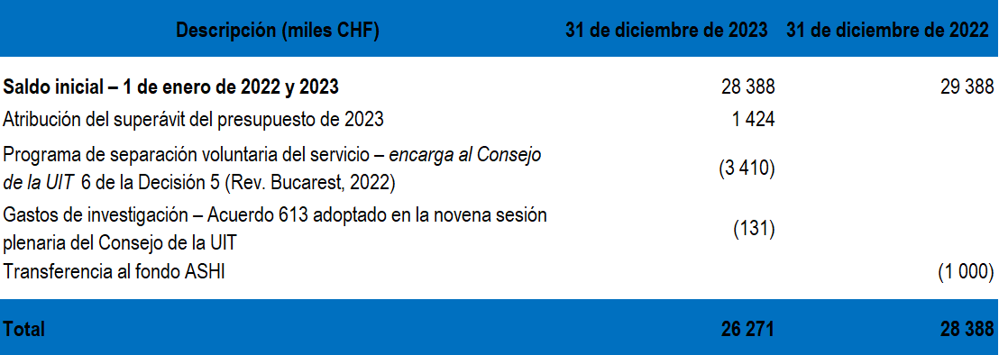 Descripción (miles CHF) 31 de diciembre de 2023 31 de diciembre de 2022
Saldo inicial – 1 de enero de 2022 y 2023 28 388 29 388
Atribución del superávit del presupuesto de 2023 1 424
Programa de separación voluntaria del servicio – encarga al Consejo
de la UIT 6 de la Decisión 5 (Rev. Bucarest, 2022) (3 410)
Gastos de investigación – Acuerdo 613 adoptado en la novena sesión
plenaria del Consejo de la UIT (131)
Transferencia al fondo ASHI (1 000)
Total 26 271 28 388